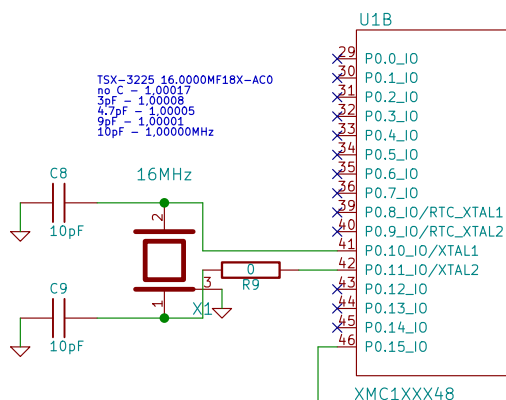 U1B
TSX-3225 16.0000MF18X-AC0
no C - 1,00017
3pF - 1,00008
4.7pF - 1,00005
9pF - 1,00001
10pF - 1,00000MHz
C8
10pF
16MHz
2
1
3
X1
C9
10pF
0
R9
29 P0.0_IO
30 P0.1_IO
31 P0.2_IO
32 P0.3_IO
33 P0.4_IO
34 P0.5_IO
35 P0.6_IO
36 P0.7_IO
39 P0.8_IO/RTC_XTAL1
40 P0.9_IO/RTC_XTAL2
41 P0.10_IO/XTAL1
42 P0.11_IO/XTAL2
43 P0.12_IO
44 P0.13_IO
45 P0.14_IO
46 P0.15_IO
XMC1XXX48